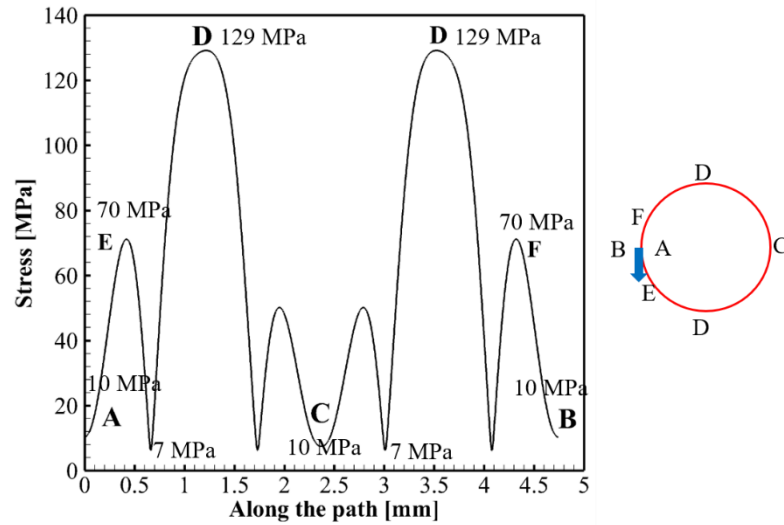 140
120
100
80
60
40
20
0
Stress [MPa]
D 129 MPa
D 129 MPa
70 MPa
E
70 MPa
F
10 MPa
A
7 MPa
C
10 MPa
7 MPa
10 MPa
B
0 0.5 1 1.5 2 2.5 3 3.5 4 4.5 5
Along the path [mm]
D
F
B A C
E
D